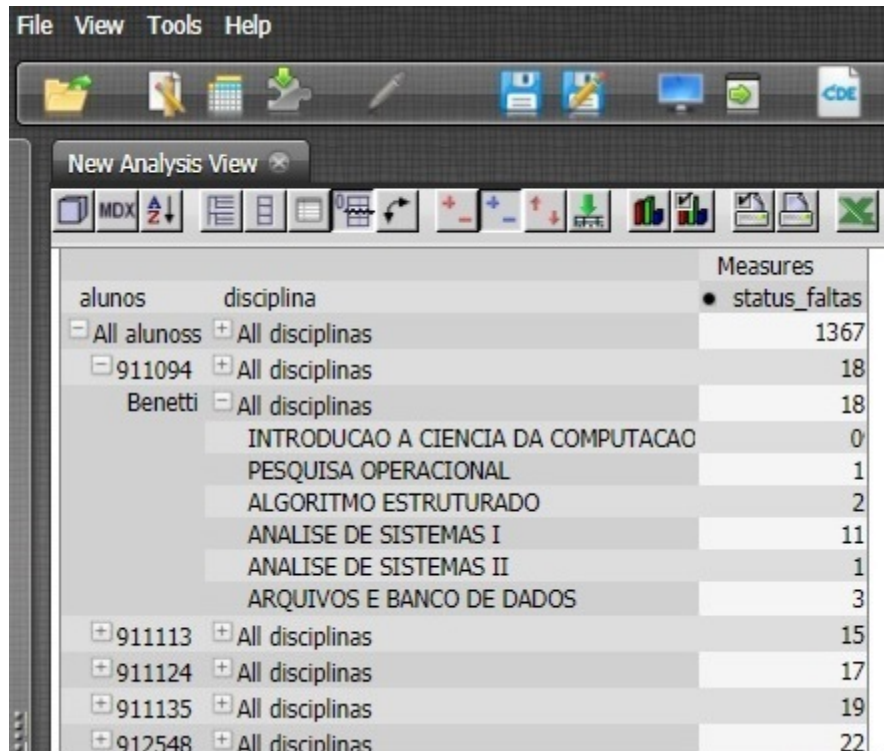 File View Tools Help
CDE
New Analysis View
MDX A Z
Measures
alunos disciplina status_faltas
All alunoss All disciplinas 1367
911094 All disciplinas 18
Benetti All disciplinas 18
INTRODUCAO A CIENCIA DA COMPUTACAO 0
PESQUISA OPERACIONAL 1
ALGORITMO ESTRUTURADO 2
ANALISE DE SISTEMAS I 11
ANALISE DE SISTEMAS II 1
ARQUIVOS E BANCO DE DADOS 3
911113 All disciplinas 15
911124 All disciplinas 17
911135 All disciplinas 19
912548 All disciplinas 22